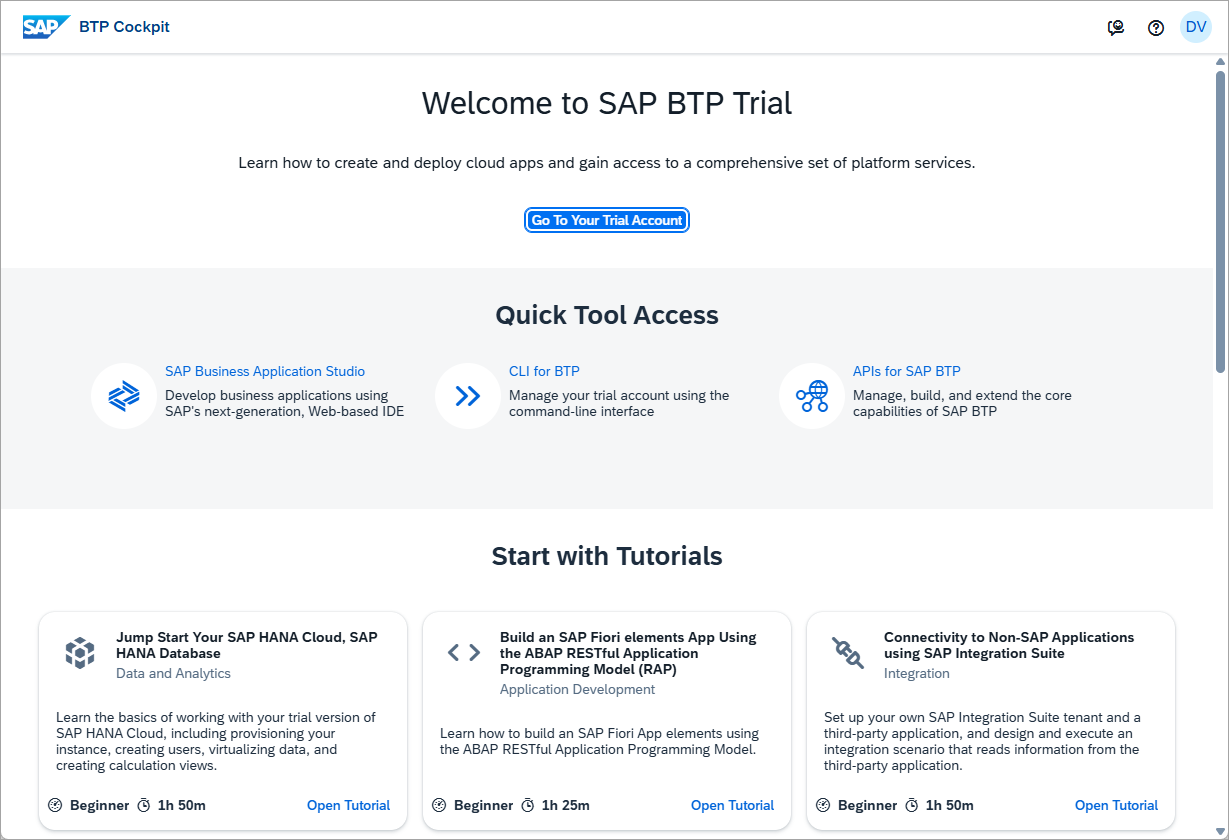 SAP BTP Cockpit DV
Welcome to SAP BTP Trial
Learn how to create and deploy cloud apps and gain access to a comprehensive set of platform services.
Go To Your Trial Account
Quick Tool Access
SAP Business Application Studio
Develop business applications using
SAP's next-generation, Web-based IDE
CLI for BTP
Manage your trial account using the
command-line interface
APIs for SAP BTP
Manage, build, and extend the core
capabilities of SAP BTP
Start with Tutorials
Jump Start Your SAP HANA Cloud, SAP
HANA Database
Data and Analytics
Learn the basics of working with your trial version of
SAP HANA Cloud, including provisioning your
instance, creating users, virtualizing data, and
creating calculation views.
Beginner 1h 50m Open Tutorial
Build an SAP Fiori elements App Using
the ABAP RESTful Application
Programming Model (RAP)
Application Development
Learn how to build an SAP Fiori App elements using
the ABAP RESTful Application Programming Model.
Beginner 1h 25m Open Tutorial
Connectivity to Non-SAP Applications
using SAP Integration Suite
Integration
Set up your own SAP Integration Suite tenant and a
third-party application, and design and execute an
integration scenario that reads information from the
third-party application.
Beginner 1h 50m Open Tutorial